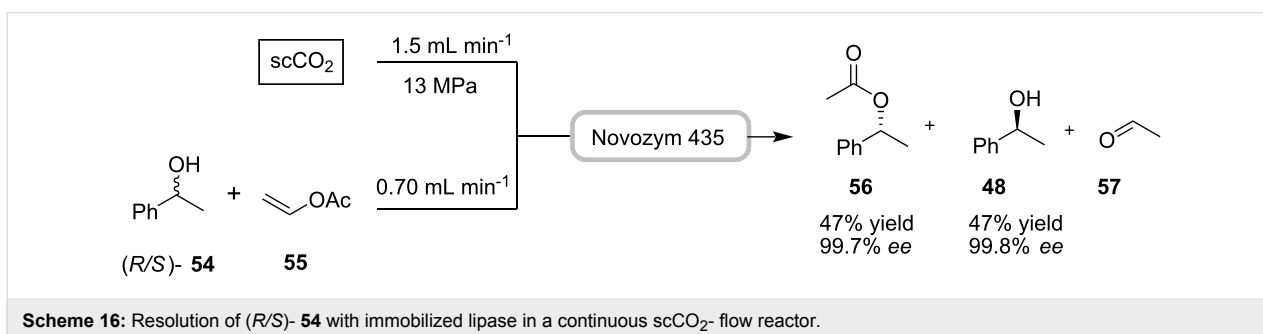 scCO2
1.5 mL min-1
13 MPa
OH
Ph
(R/S)- 54
+
OAc
55
0.70 mL min-1
Novozym 435
O
O
Ph
56
47% yield
99.7% ee
+
OH
Ph
48
47% yield
99.8% ee
+
O
57
Scheme 16: Resolution of (R/S)- 54 with immobilized lipase in a continuous scCO2- flow reactor.